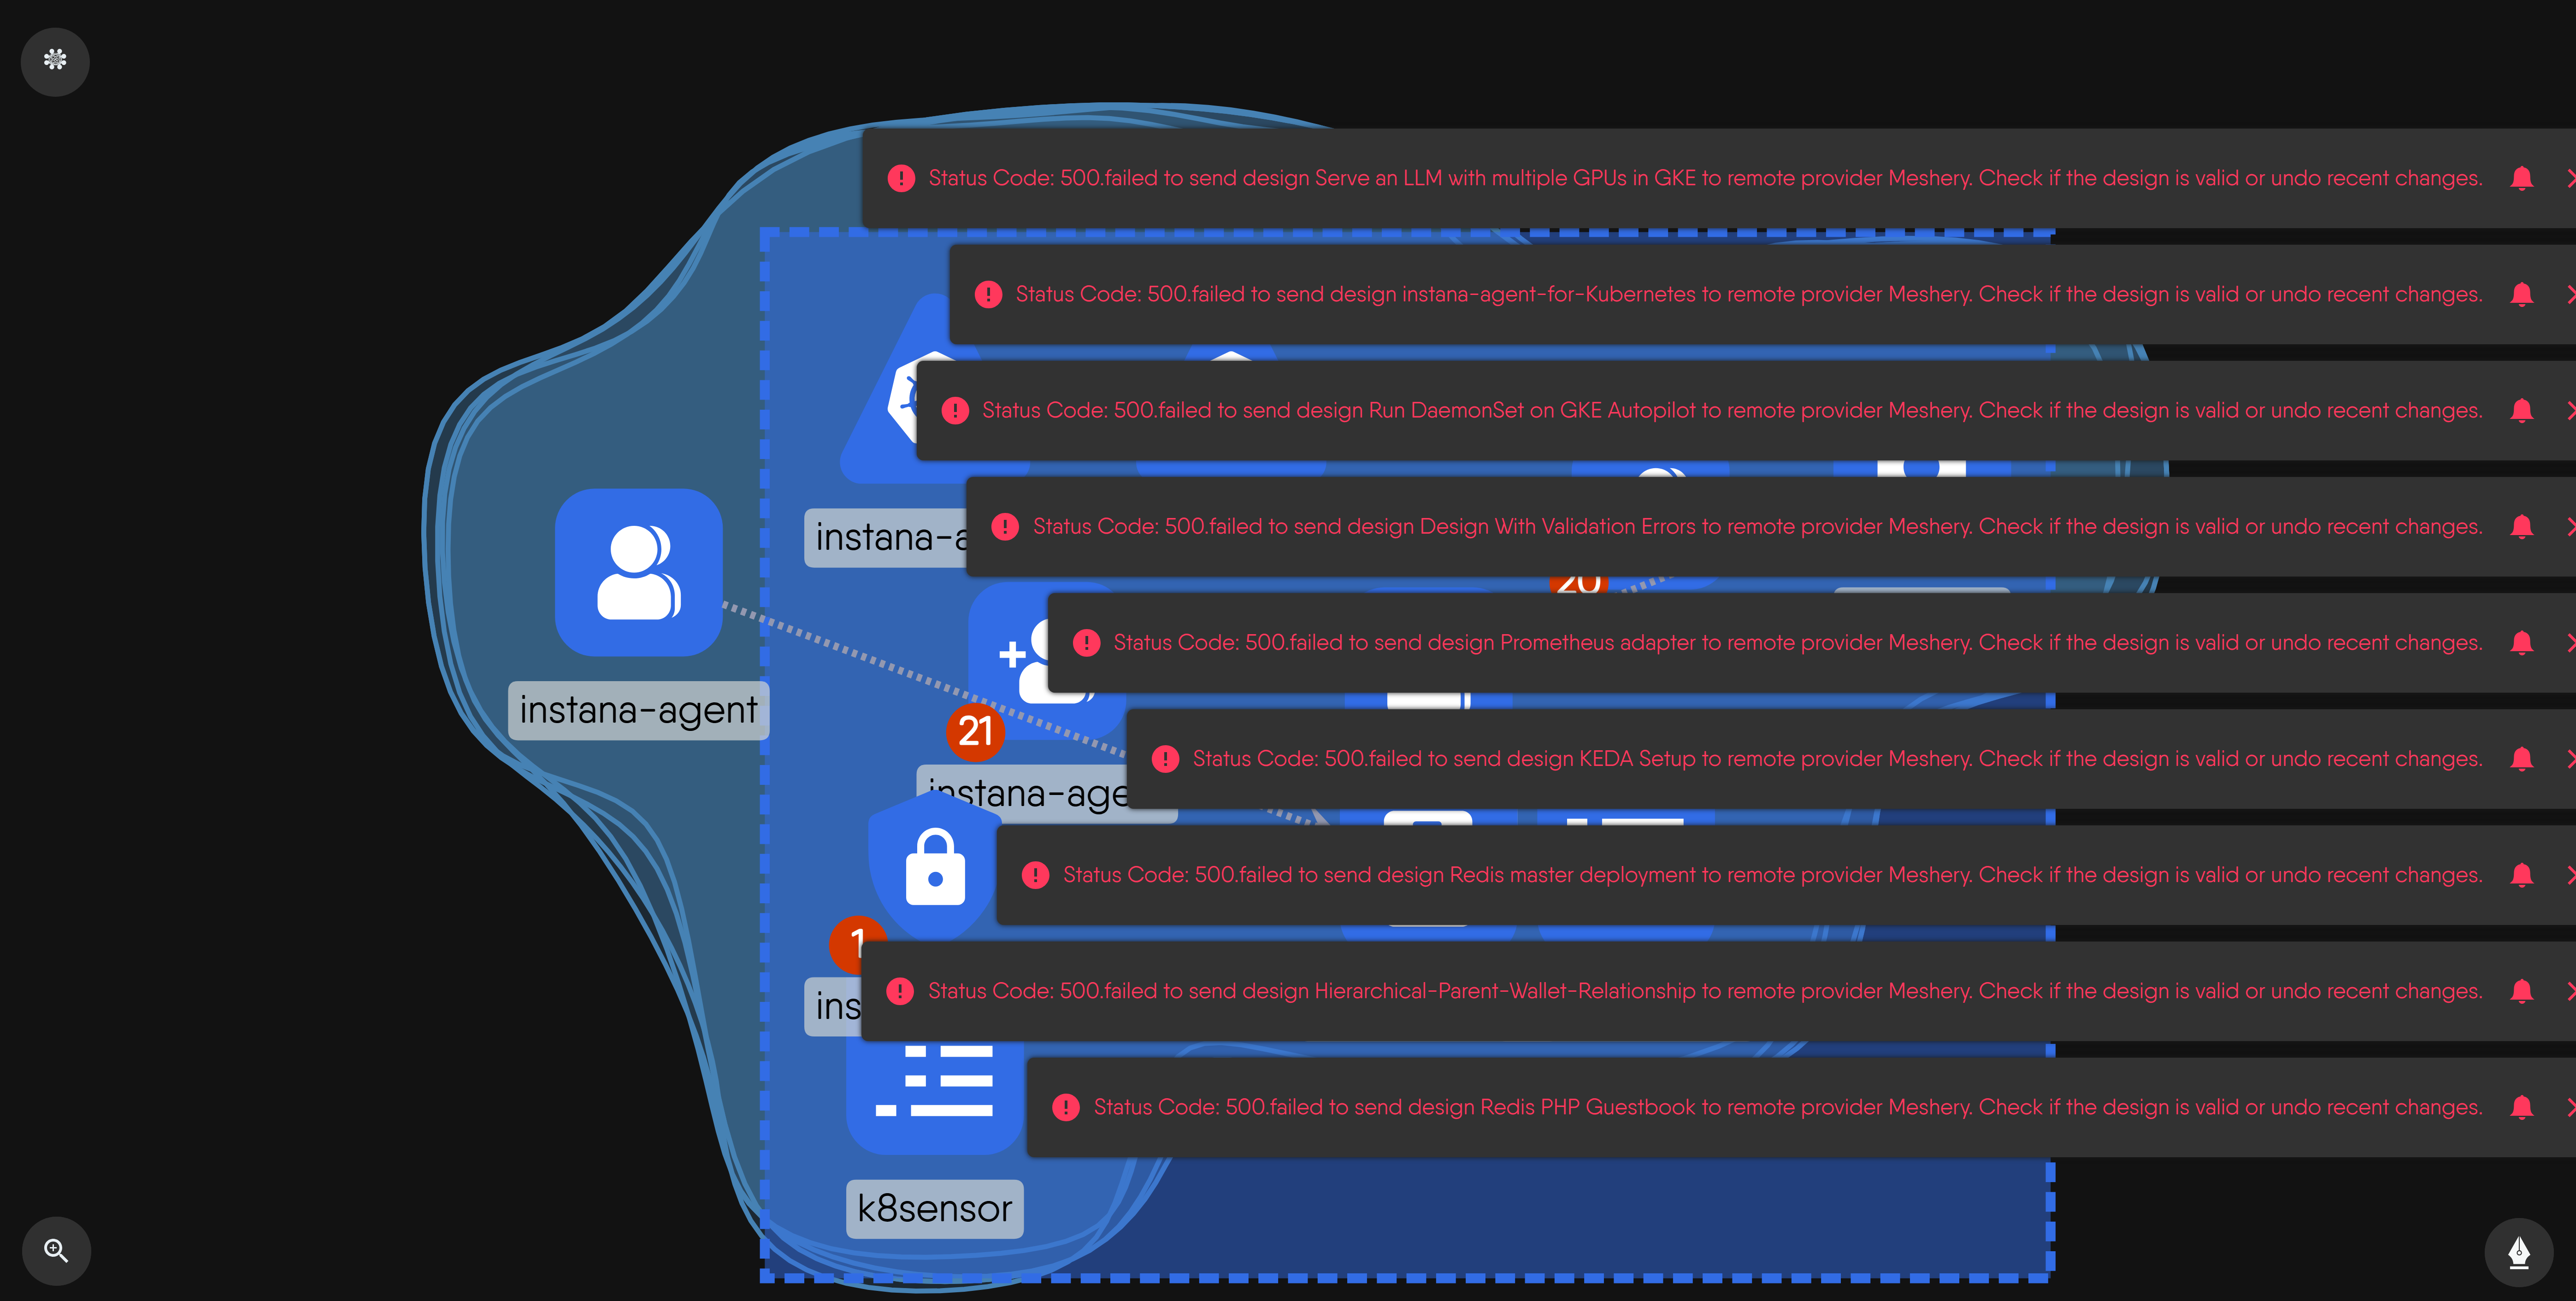 Status Code: 500.failed to send design Serve an LLM with multiple GPUs in GKE to remote provider Meshery. Check if the design is valid or undo recent changes.
Status Code: 500.failed to send design instana-agent-for-Kubernetes to remote provider Meshery. Check if the design is valid or undo recent changes.
Status Code: 500.failed to send design Run DaemonSet on GKE Autopilot to remote provider Meshery. Check if the design is valid or undo recent changes.
Status Code: 500.failed to send design Design With Validation Errors to remote provider Meshery. Check if the design is valid or undo recent changes.
instana-a
20
Status Code: 500.failed to send design Prometheus adapter to remote provider Meshery. Check if the design is valid or undo recent changes.
instana-agent
21
Status Code: 500.failed to send design KEDA Setup to remote provider Meshery. Check if the design is valid or undo recent changes.
instana-age
Status Code: 500.failed to send design Redis master deployment to remote provider Meshery. Check if the design is valid or undo recent changes.
1
Status Code: 500.failed to send design Hierarchical-Parent-Wallet-Relationship to remote provider Meshery. Check if the design is valid or undo recent changes.
ins
Status Code: 500.failed to send design Redis PHP Guestbook to remote provider Meshery. Check if the design is valid or undo recent changes.
k8sensor